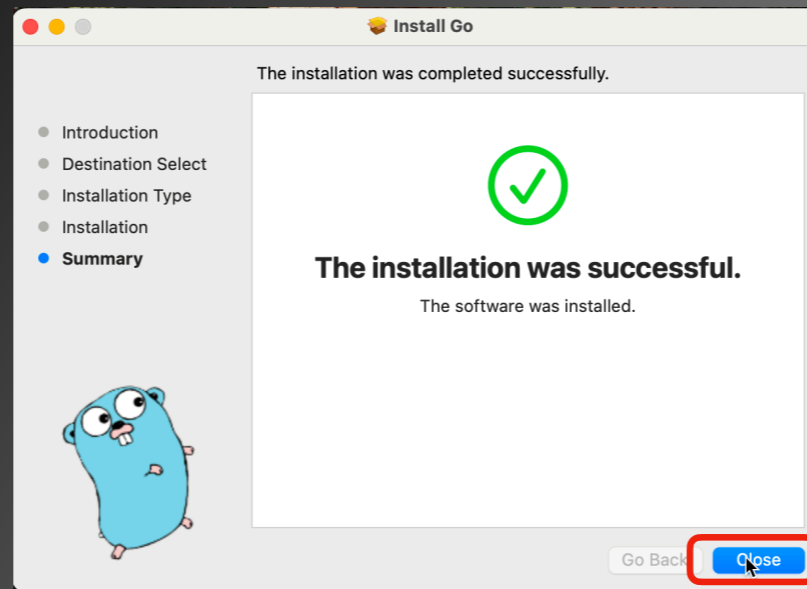 Install Go
The installation was completed successfully.
Introduction
Destination Select
Installation Type
Installation
Summary
The installation was successful.
The software was installed.
Go Back
Close